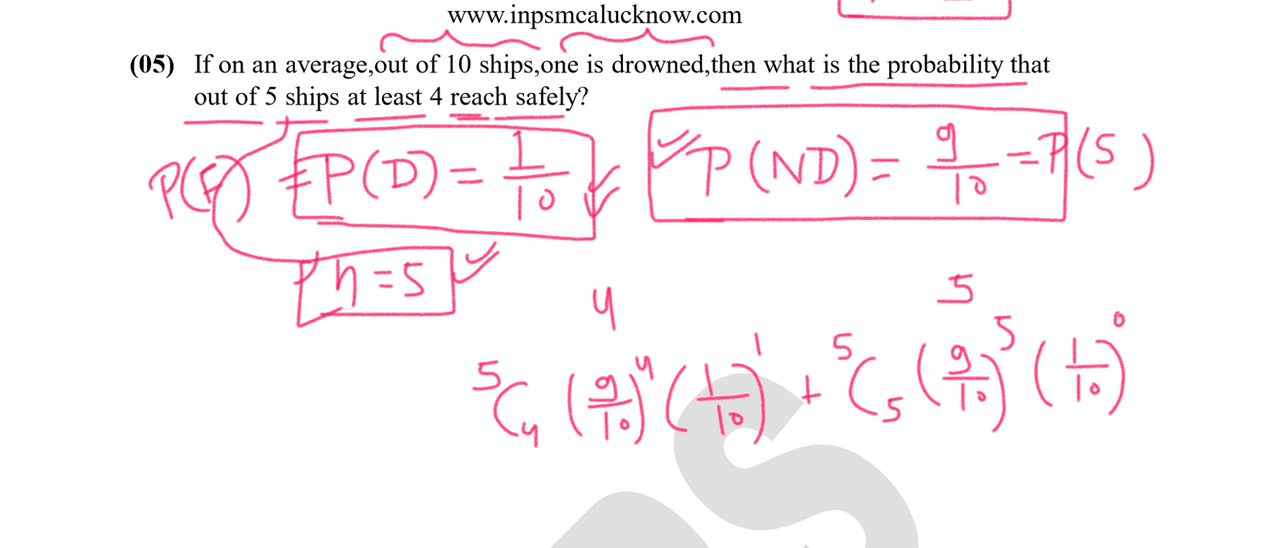 www.inpsmcalucknow.com
(05) If on an average,out of 10 ships,one is drowned,then what is the probability that
out of 5 ships at least 4 reach safely?
P(F) = P(D) = 1/10 P(ND) = 9/10 = P(S)
n = 5
4 5
⁵C₄ (9/10)⁴ (1/10)¹ + ⁵C₅ (9/10)⁵ (1/10)⁰